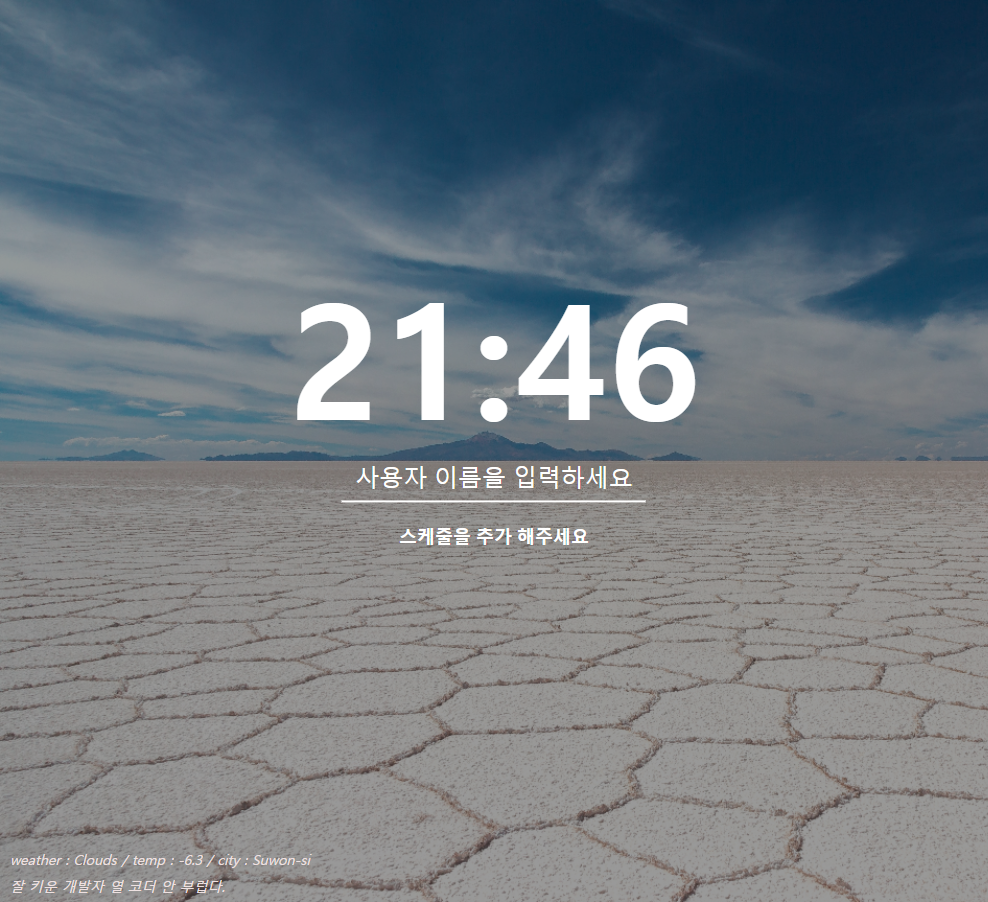 21:46
사용자 이름을 입력하세요
스케줄을 추가 해주세요
weather : Clouds / temp : -6.3 / city : Suwon-si
잘 키운 개발자 열 코더 안 부럽다.